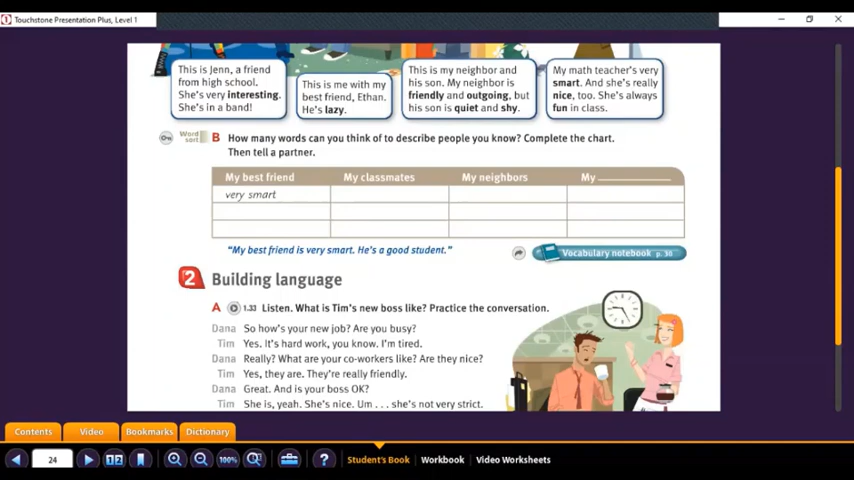 Touchstone Presentation Plus, Level 1
This is Jenn, a friend
from high school.
She's very interesting.
She's in a band!
This is me with my
best friend, Ethan.
He's lazy.
This is my neighbor and
his son. My neighbor is
friendly and outgoing, but
his son is quiet and shy.
My math teacher's very
smart. And she's really
nice, too. She's always
fun in class.
Word
sort
B How many words can you think of to describe people you know? Complete the chart.
Then tell a partner.
My best friend My classmates My neighbors My
very smart
"My best friend is very smart. He's a good student."
Vocabulary notebook p. 30
2 Building language
A 1.33 Listen. What is Tim's new boss like? Practice the conversation.
Dana So how's your new job? Are you busy?
Tim Yes. It's hard work, you know. I'm tired.
Dana Really? What are your co-workers like? Are they nice?
Tim Yes, they are. They're really friendly.
Dana Great. And is your boss OK?
Tim She is, yeah. She's nice. Um . . . she's not very strict.
Contents Video Bookmarks Dictionary
24 12 100% ? Student's Book Workbook Video Worksheets